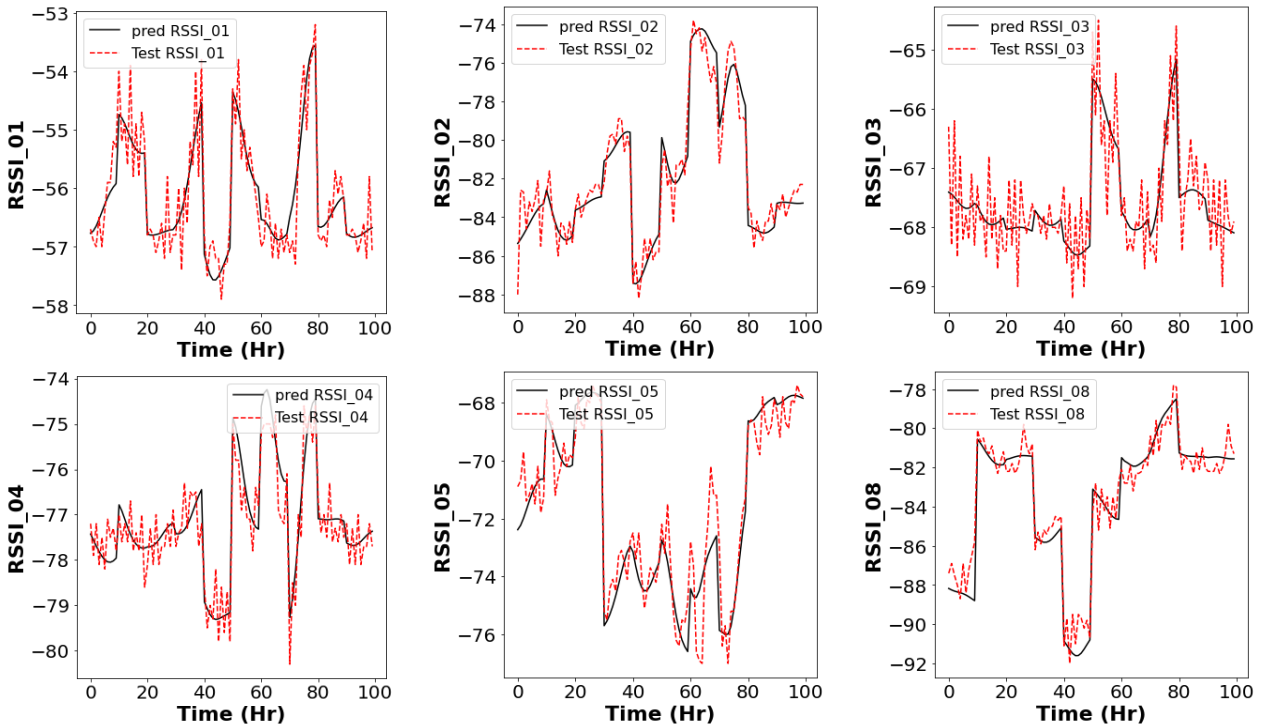 −53
−54
−55
−56
−57
−58
RSSI_01
pred RSSI_01
Test RSSI_01
0 20 40 60 80 100
Time (Hr)
−74
−76
−78
−80
−82
−84
−86
−88
RSSI_02
pred RSSI_02
Test RSSI_02
0 20 40 60 80 100
Time (Hr)
−65
−66
−67
−68
−69
RSSI_03
pred RSSI_03
Test RSSI_03
0 20 40 60 80 100
Time (Hr)
−74
−75
−76
−77
−78
−79
−80
RSSI_04
pred RSSI_04
Test RSSI_04
0 20 40 60 80 100
Time (Hr)
−68
−70
−72
−74
−76
RSSI_05
pred RSSI_05
Test RSSI_05
0 20 40 60 80 100
Time (Hr)
−78
−80
−82
−84
−86
−88
−90
−92
RSSI_08
pred RSSI_08
Test RSSI_08
0 20 40 60 80 100
Time (Hr)